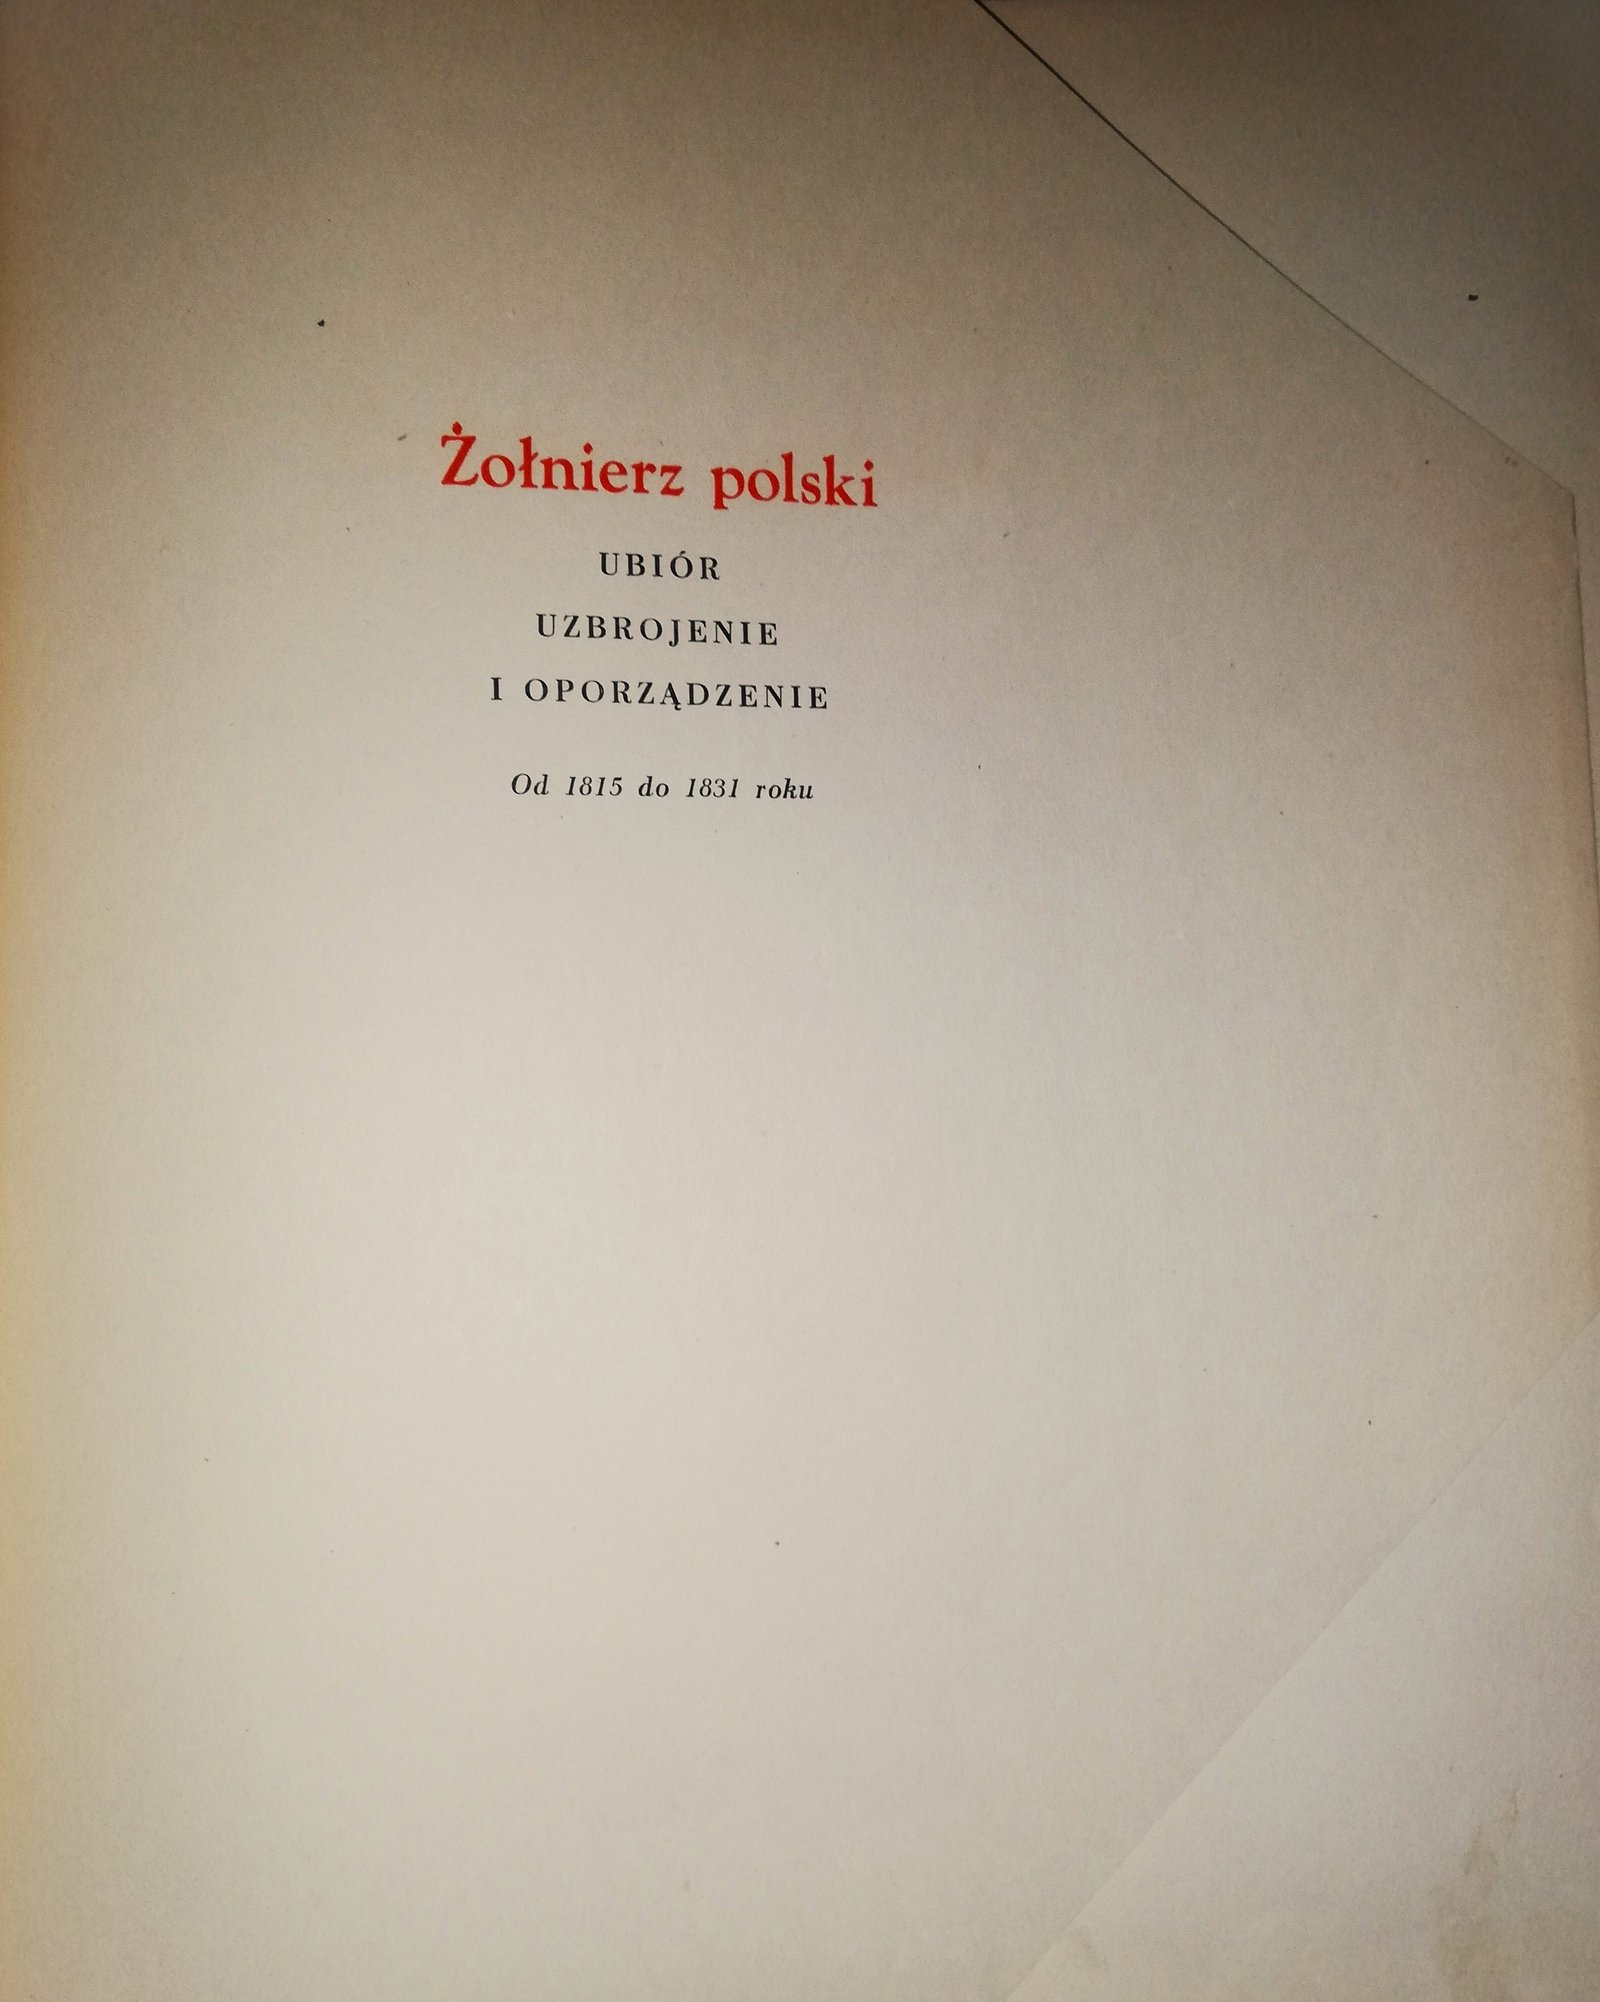 Żołnierz polski
UBIÓR
UZBROJENIE
I OPORZĄDZENIE
Od 1815 do 1831 roku